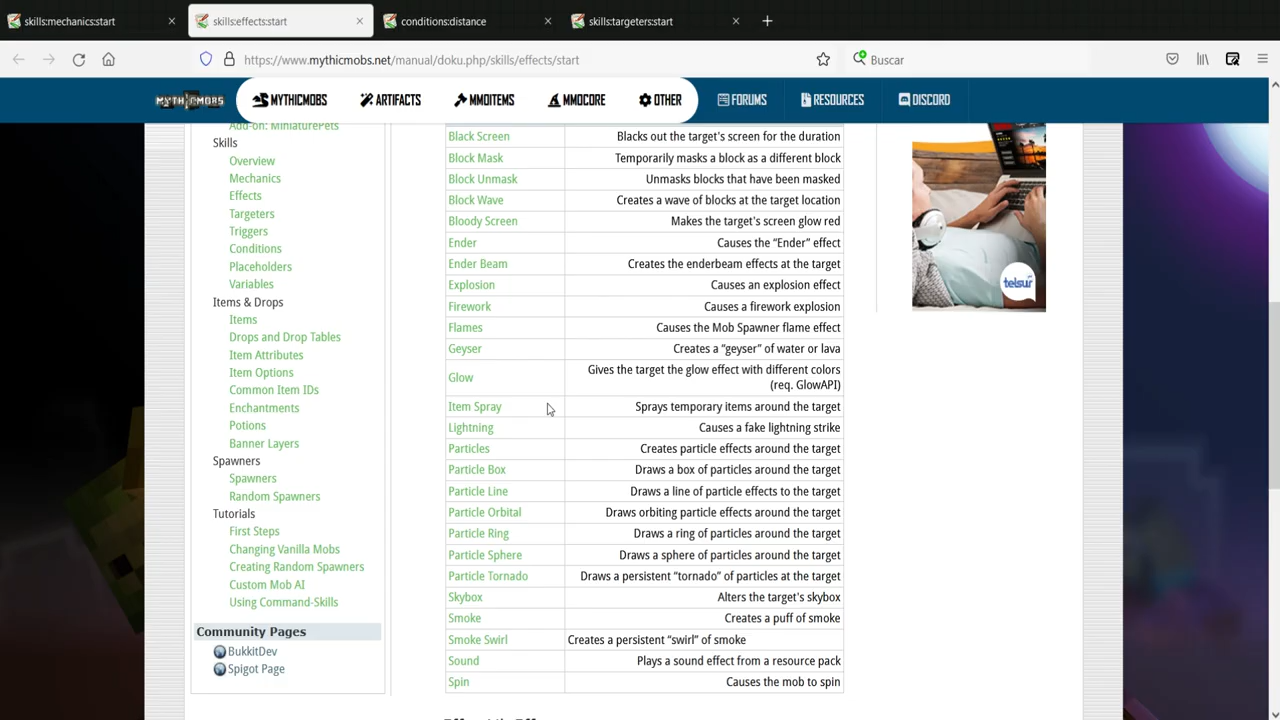 skills:mechanics:start
skills:effects:start
conditions:distance
skills:targeters:start
https://www.mythicmobs.net/manual/doku.php/skills/effects/start
Buscar
MYTHICMOBS
MYTHICMOBS
ARTIFACTS
MMOITEMS
MMOCORE
OTHER
FORUMS
RESOURCES
DISCORD
Add-on: MiniaturePets
Skills
Overview
Mechanics
Effects
Targeters
Triggers
Conditions
Placeholders
Variables
Items & Drops
Items
Drops and Drop Tables
Item Attributes
Item Options
Common Item IDs
Enchantments
Potions
Banner Layers
Spawners
Spawners
Random Spawners
Tutorials
First Steps
Changing Vanilla Mobs
Creating Random Spawners
Custom Mob AI
Using Command-Skills
Community Pages
BukkitDev
Spigot Page
Black Screen Blacks out the target's screen for the duration
Block Mask Temporarily masks a block as a different block
Block Unmask Unmasks blocks that have been masked
Block Wave Creates a wave of blocks at the target location
Bloody Screen Makes the target's screen glow red
Ender Causes the “Ender” effect
Ender Beam Creates the enderbeam effects at the target
Explosion Causes an explosion effect
Firework Causes a firework explosion
Flames Causes the Mob Spawner flame effect
Geyser Creates a “geyser” of water or lava
Glow Gives the target the glow effect with different colors
(req. GlowAPI)
Item Spray Sprays temporary items around the target
Lightning Causes a fake lightning strike
Particles Creates particle effects around the target
Particle Box Draws a box of particles around the target
Particle Line Draws a line of particle effects to the target
Particle Orbital Draws orbiting particle effects around the target
Particle Ring Draws a ring of particles around the target
Particle Sphere Draws a sphere of particles around the target
Particle Tornado Draws a persistent “tornado” of particles at the target
Skybox Alters the target's skybox
Smoke Creates a puff of smoke
Smoke Swirl Creates a persistent “swirl” of smoke
Sound Plays a sound effect from a resource pack
Spin Causes the mob to spin
telsur